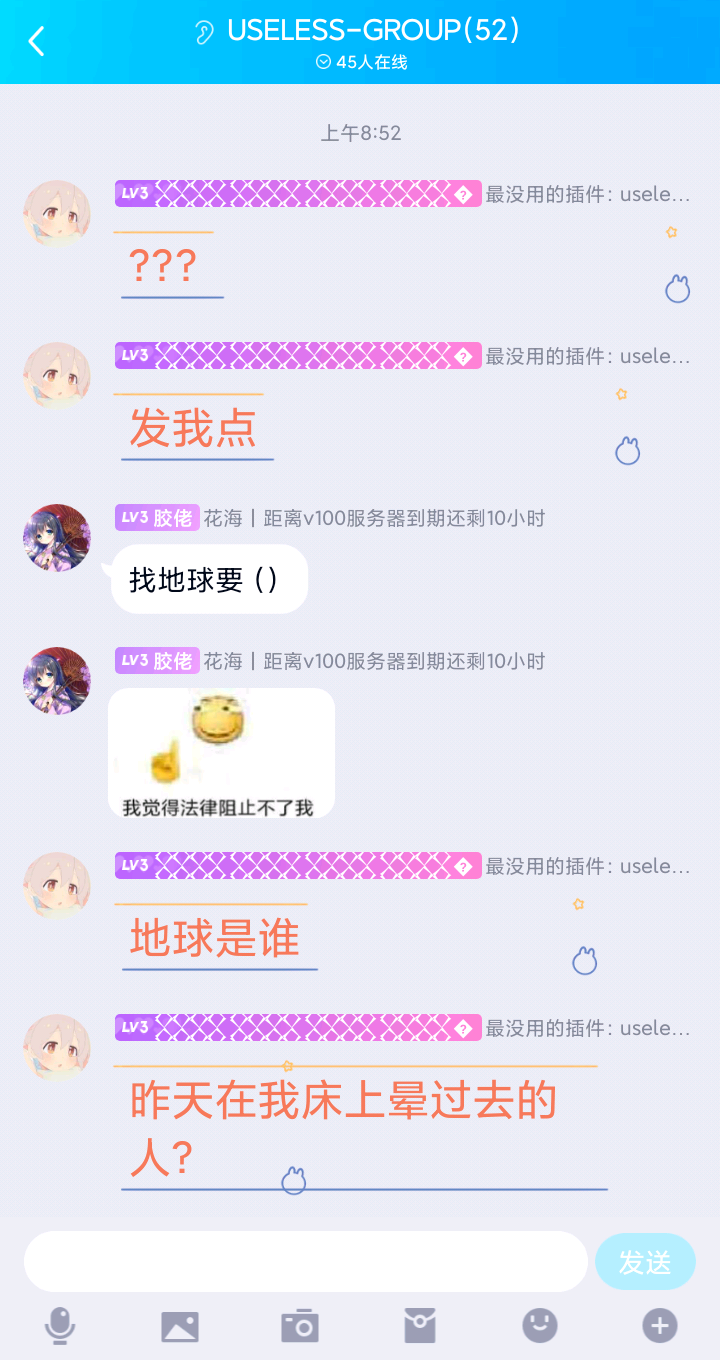 USELESS-GROUP(52)
45人在线
上午8:52
LV3
最没用的插件: usele...
???
LV3
最没用的插件: usele...
发我点
LV3 胶佬 花海 | 距离v100服务器到期还剩10小时
找地球要 ()
LV3 胶佬 花海 | 距离v100服务器到期还剩10小时
我觉得法律阻止不了我
LV3
最没用的插件: usele...
地球是谁
LV3
最没用的插件: usele...
昨天在我床上晕过去的
人?
发送